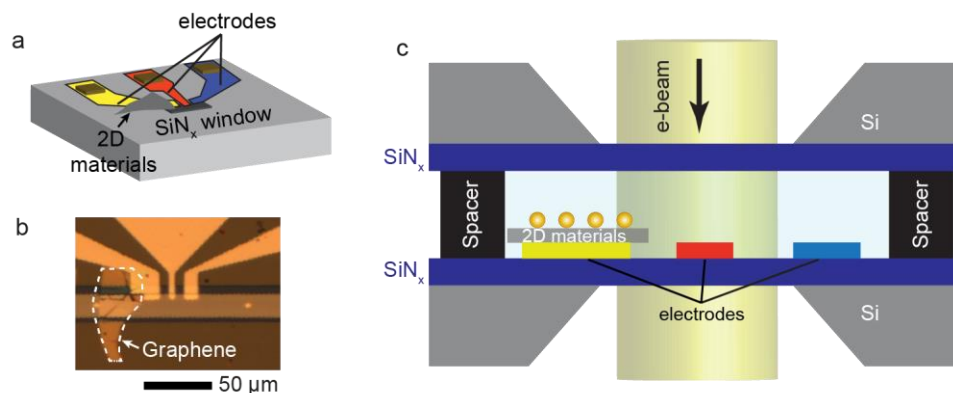 a
electrodes
2D
materials
SiNx window
b
Graphene
50 μm
c
e-beam
Si
SiNx
Spacer
Spacer
2D materials
SiNx
electrodes
Si